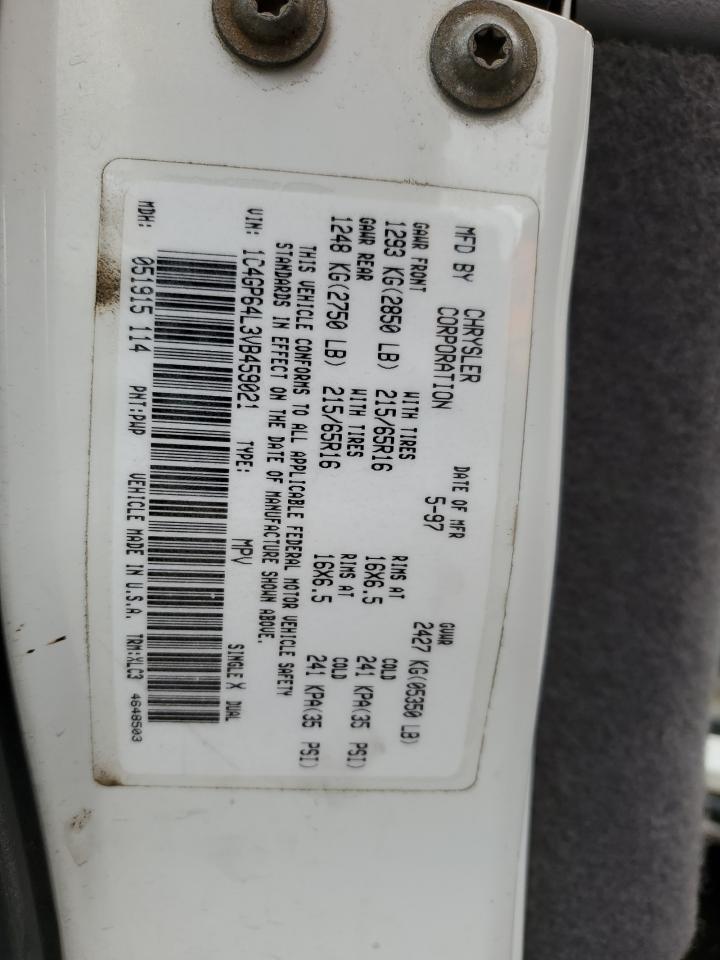 MFD BY CHRYSLER CORPORATION DATE OF MFR 5-97 GVWR 2427 KG(05350 LB)
GAWR FRONT WITH TIRES RIMS AT COLD
1293 KG(2850 LB) 215/65R16 16X6.5 241 KPA(35 PSI)
GAWR REAR WITH TIRES RIMS AT COLD
1248 KG(2750 LB) 215/65R16 16X6.5 241 KPA(35 PSI)
THIS VEHICLE CONFORMS TO ALL APPLICABLE FEDERAL MOTOR VEHICLE SAFETY
STANDARDS IN EFFECT ON THE DATE OF MANUFACTURE SHOWN ABOVE.
VIN: 1C4GP64L3VB459021 TYPE: MPV SINGLE X DUAL
MDH: 051915 114 PNT:PWP VEHICLE MADE IN U.S.A. TRM:XLC3 4648503